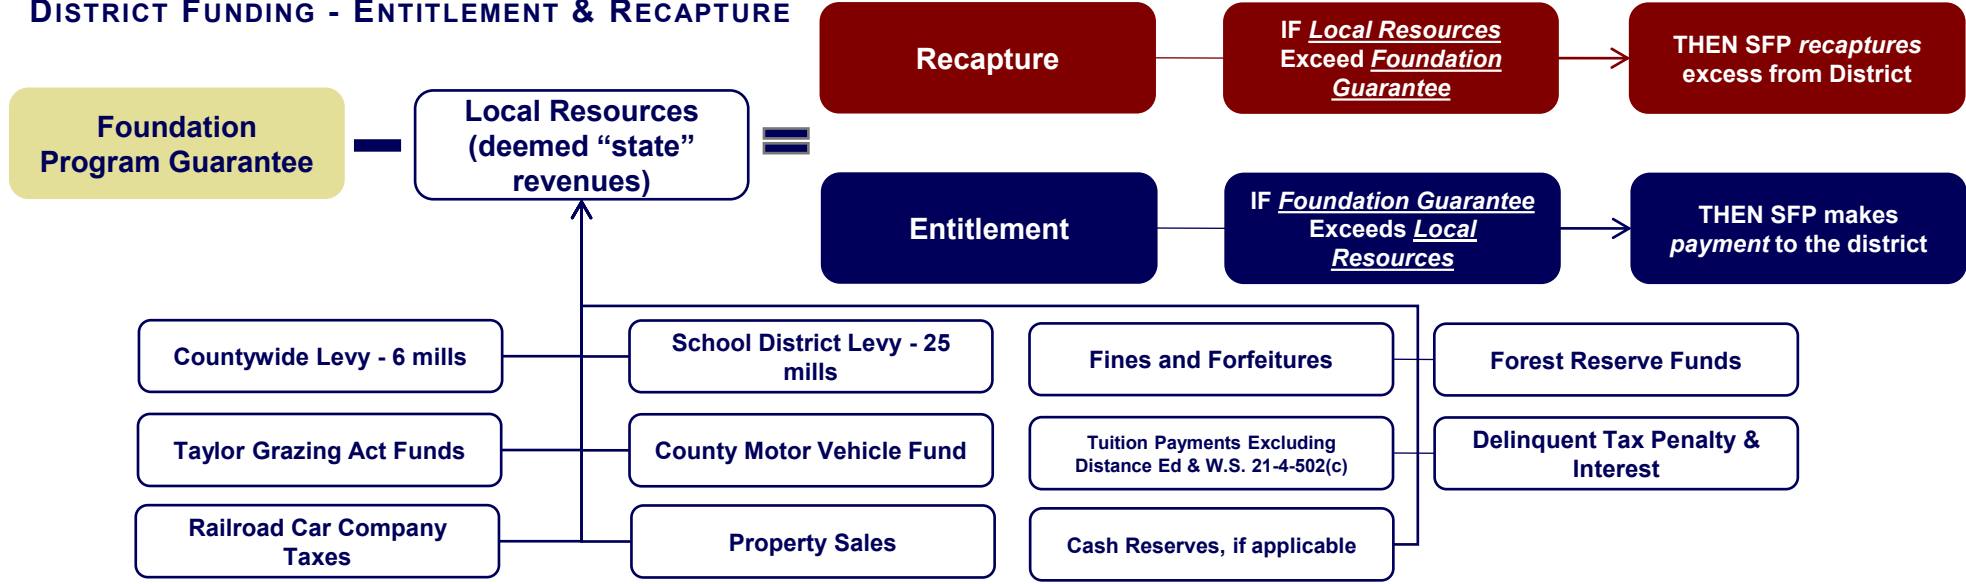 DISTRICT FUNDING - ENTITLEMENT & RECAPTURE
Foundation
Program Guarantee
Local Resources
(deemed “state”
revenues)
Recapture
IF Local Resources
Exceed Foundation
Guarantee
THEN SFP recaptures
excess from District
Entitlement
IF Foundation Guarantee
Exceeds Local
Resources
THEN SFP makes
payment to the district
Countywide Levy - 6 mills
School District Levy - 25
mills
Fines and Forfeitures
Forest Reserve Funds
Taylor Grazing Act Funds
County Motor Vehicle Fund
Tuition Payments Excluding
Distance Ed & W.S. 21-4-502(c)
Delinquent Tax Penalty &
Interest
Railroad Car Company
Taxes
Property Sales
Cash Reserves, if applicable